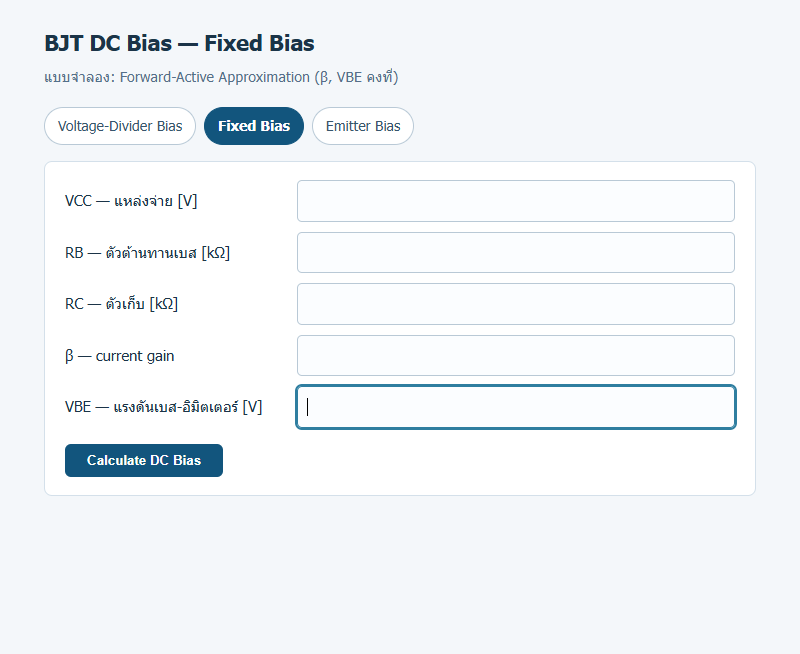 BJT DC Bias — Fixed Bias
แบบจำลอง: Forward-Active Approximation (β, VBE คงที่)
Voltage-Divider Bias
Fixed Bias
Emitter Bias
VCC — แหล่งจ่าย [V]
RB — ตัวต้านทานเบส [kΩ]
RC — ตัวเก็บ [kΩ]
β — current gain
VBE — แรงดันเบส-อิมิตเตอร์ [V]
Calculate DC Bias